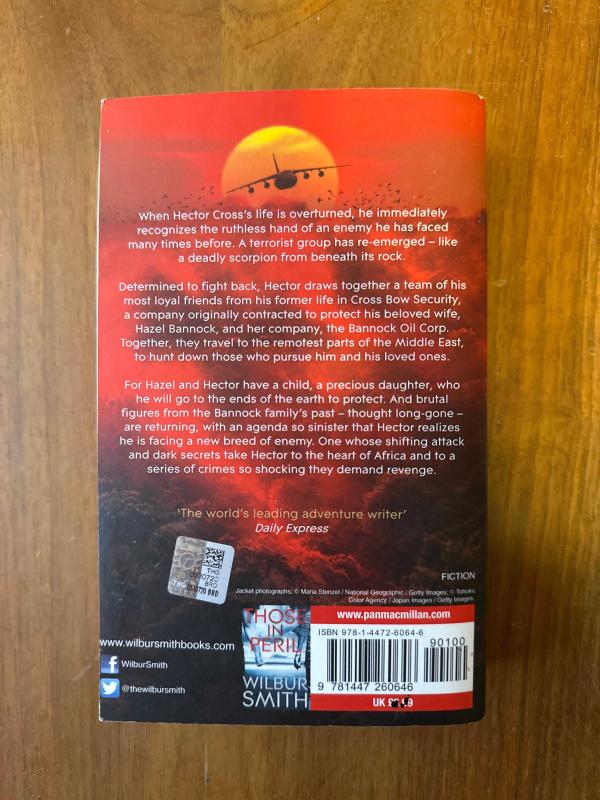 When Hector Cross's life is overturned, he immediately
recognizes the ruthless hand of an enemy he has faced
many times before. A terrorist group has re-emerged – like
a deadly scorpion from beneath its rock.
Determined to fight back, Hector draws together a team of his
most loyal friends from his former life in Cross Bow Security,
a company originally contracted to protect his beloved wife,
Hazel Bannock, and her company, the Bannock Oil Corp.
Together, they travel to the remotest parts of the Middle East,
to hunt down those who pursue him and his loved ones.
For Hazel and Hector have a child, a precious daughter, who
he will go to the ends of the earth to protect. And brutal
figures from the Bannock family's past – thought long-gone –
are returning, with an agenda so sinister that Hector realizes
he is facing a new breed of enemy. One whose shifting attack
and dark secrets take Hector to the heart of Africa and to a
series of crimes so shocking they demand revenge.
'The world's leading adventure writer'
Daily Express
THG
BRD
FICTION
Jacket photographs: © Maria Stenzel / National Geographic / Getty Images; © Tohoku
Color Agency / Japan Images / Getty Images
www.wilbursmithbooks.com
WilburSmith
@thewilbursmith
THOSE
IN
PERIL
WILBUR
SMITH
www.panmacmillan.com
ISBN 978-1-4472-6064-6
90100
9 781447 260646
UK